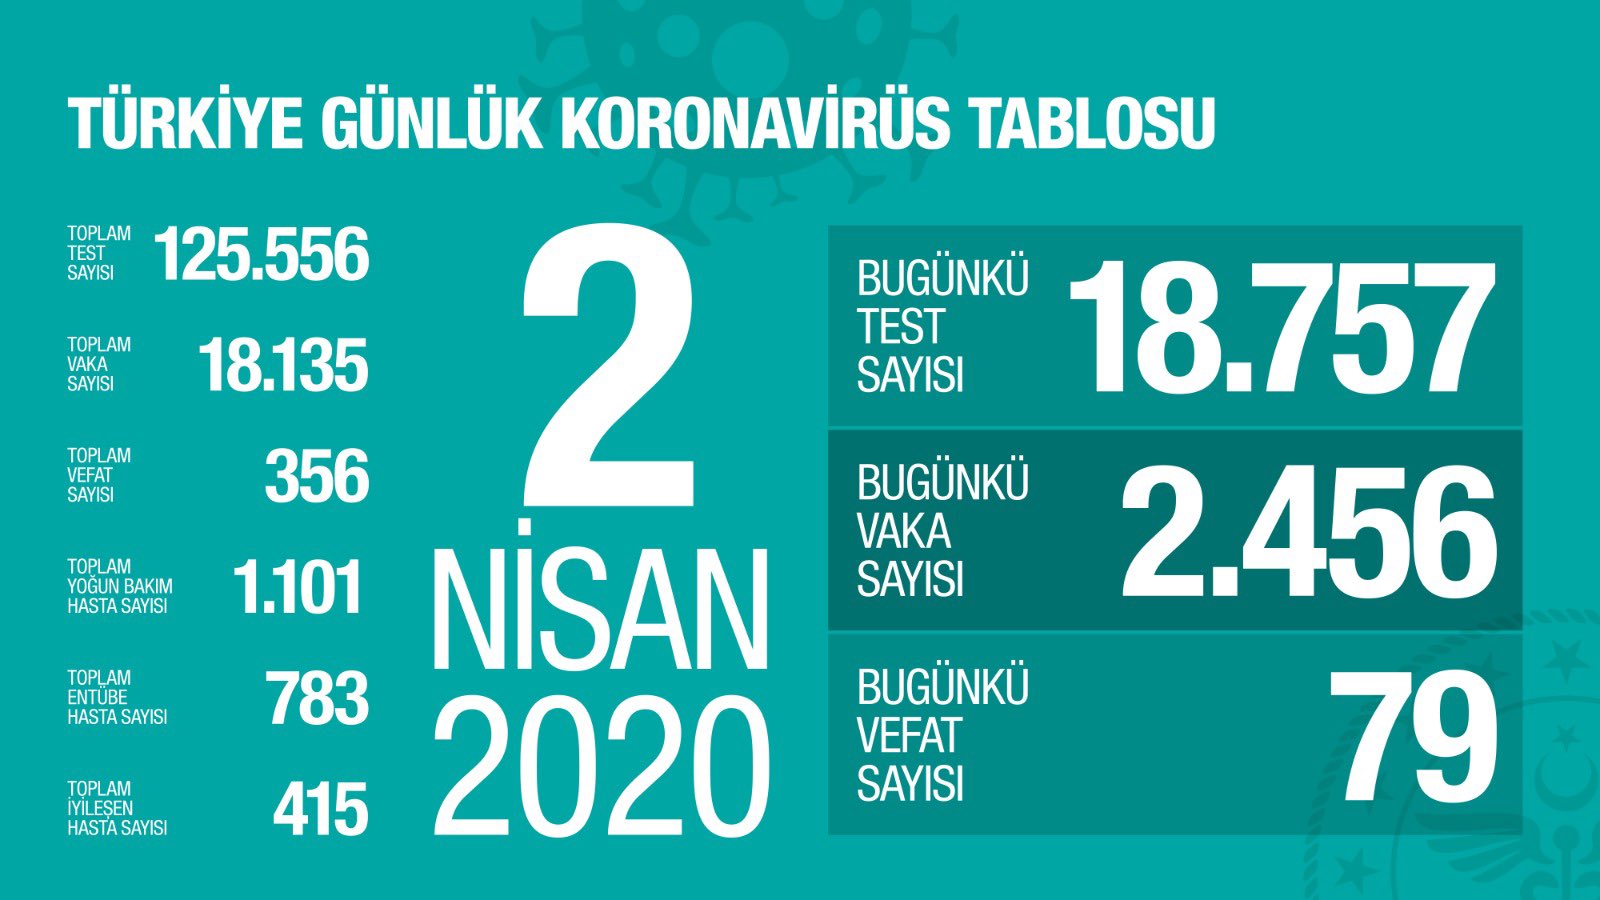 TÜRKİYE GÜNLÜK KORONAVİRÜS TABLOSU
TOPLAM
TEST
SAYISI
125.556
TOPLAM
VAKA
SAYISI
18.135
TOPLAM
VEFAT
SAYISI
356
TOPLAM
YOĞUN BAKIM
HASTA SAYISI
1.101
TOPLAM
ENTÜBE
HASTA SAYISI
783
TOPLAM
İYİLEŞEN
HASTA SAYISI
415
2
NİSAN
2020
BUGÜNKÜ
TEST
SAYISI
18.757
BUGÜNKÜ
VAKA
SAYISI
2.456
BUGÜNKÜ
VEFAT
SAYISI
79